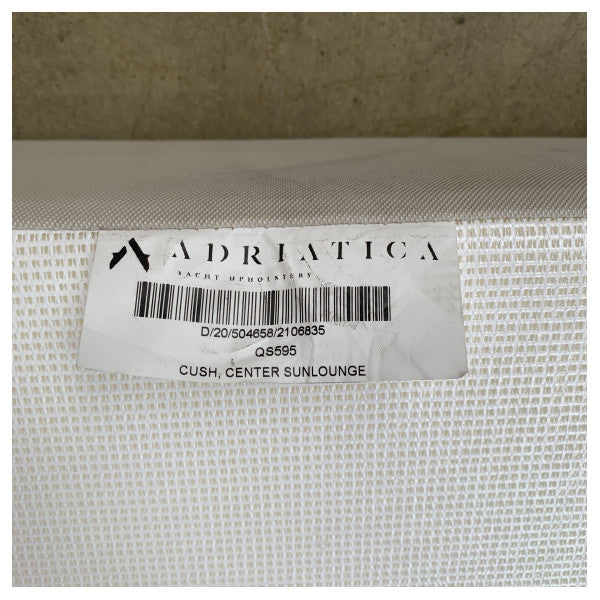 ADRIATICA
YACHT UPHOLSTERY
D/20/504658/2106835
QS595
CUSH, CENTER SUNLOUNGE